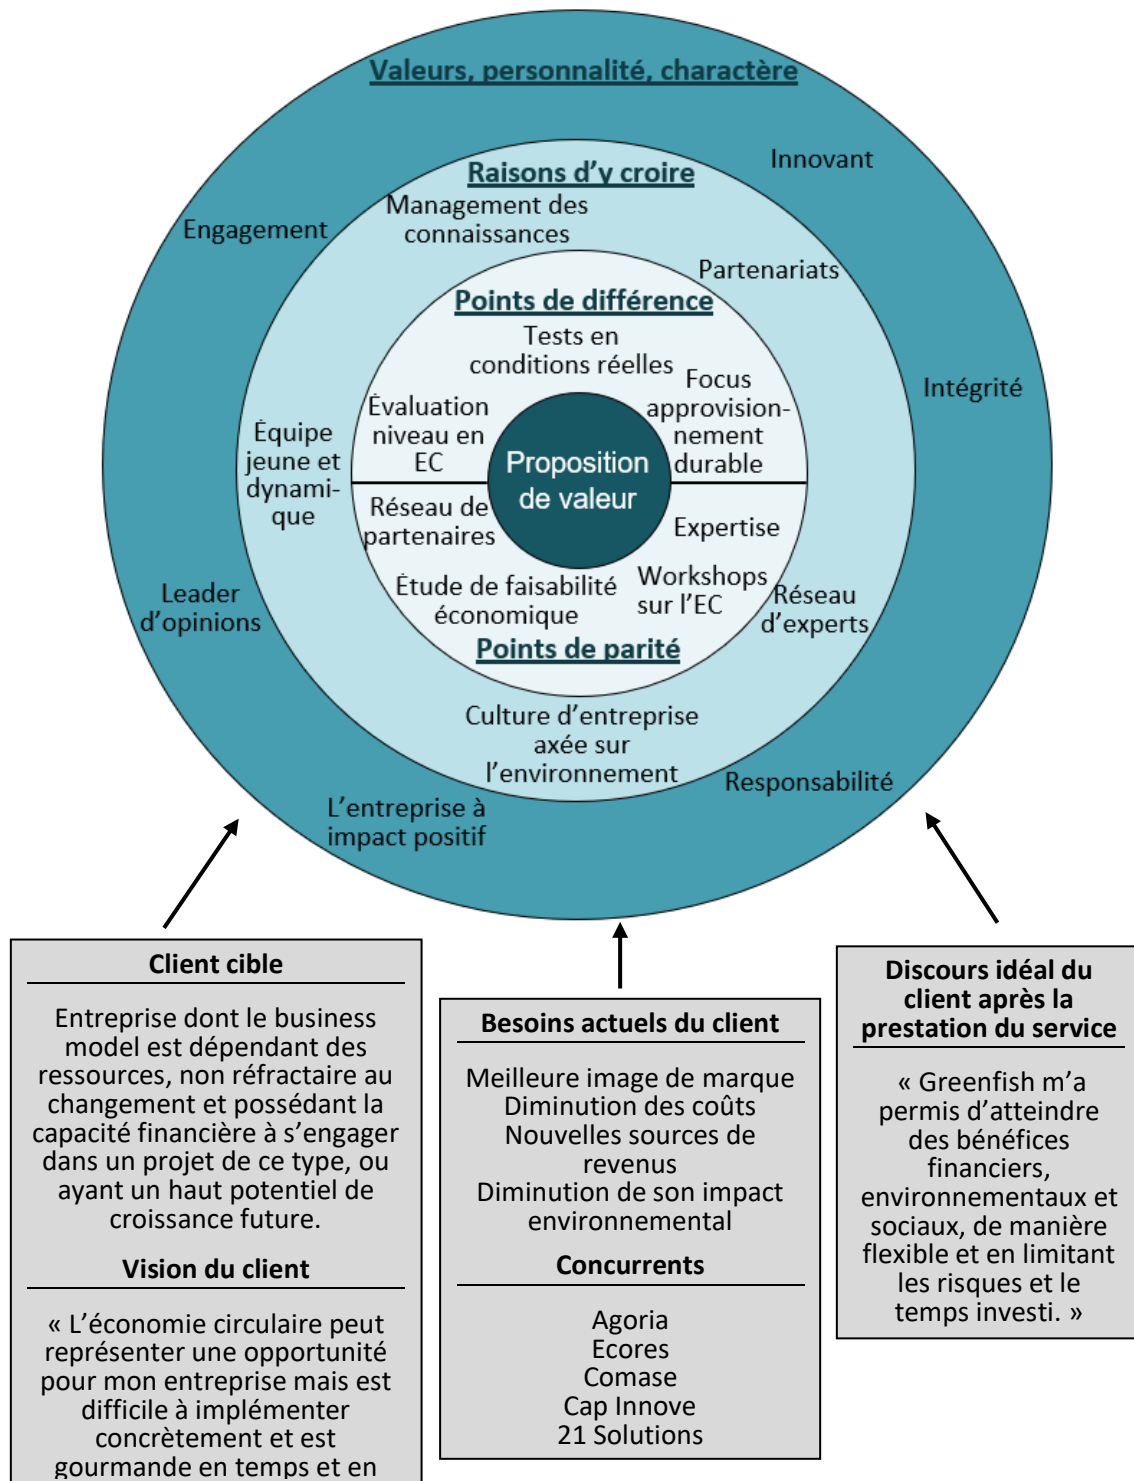 Valeurs, personnalité, charactère
Innovant
Engagement
Intégrité
Leader
d'opinions
Responsabilité
L'entreprise à
impact positif
Raisons d'y croire
Management des
connaissances
Partenariats
Équipe
jeune et
dynami-
que
Réseau
d'experts
Culture d'entreprise
axée sur
l'environnement
Points de différence
Tests en
conditions réelles
Évaluation
niveau en
EC
Focus
approvision-
nement
durable
Proposition
de valeur
Réseau de
partenaires
Expertise
Étude de faisabilité
économique
Workshops
sur l'EC
Points de parité
Client cible
Entreprise dont le business
model est dépendant des
ressources, non réfractaire au
changement et possédant la
capacité financière à s'engager
dans un projet de ce type, ou
ayant un haut potentiel de
croissance future.
Vision du client
« L'économie circulaire peut
représenter une opportunité
pour mon entreprise mais est
difficile à implémenter
concrètement et est
gourmande en temps et en
Besoins actuels du client
Meilleure image de marque
Diminution des coûts
Nouvelles sources de
revenus
Diminution de son impact
environnemental
Concurrents
Agoria
Ecores
Comase
Cap Innove
21 Solutions
Discours idéal du
client après la
prestation du service
« Greenfish m'a
permis d'atteindre
des bénéfices
financiers,
environnementaux et
sociaux, de manière
flexible et en limitant
les risques et le
temps investi. »